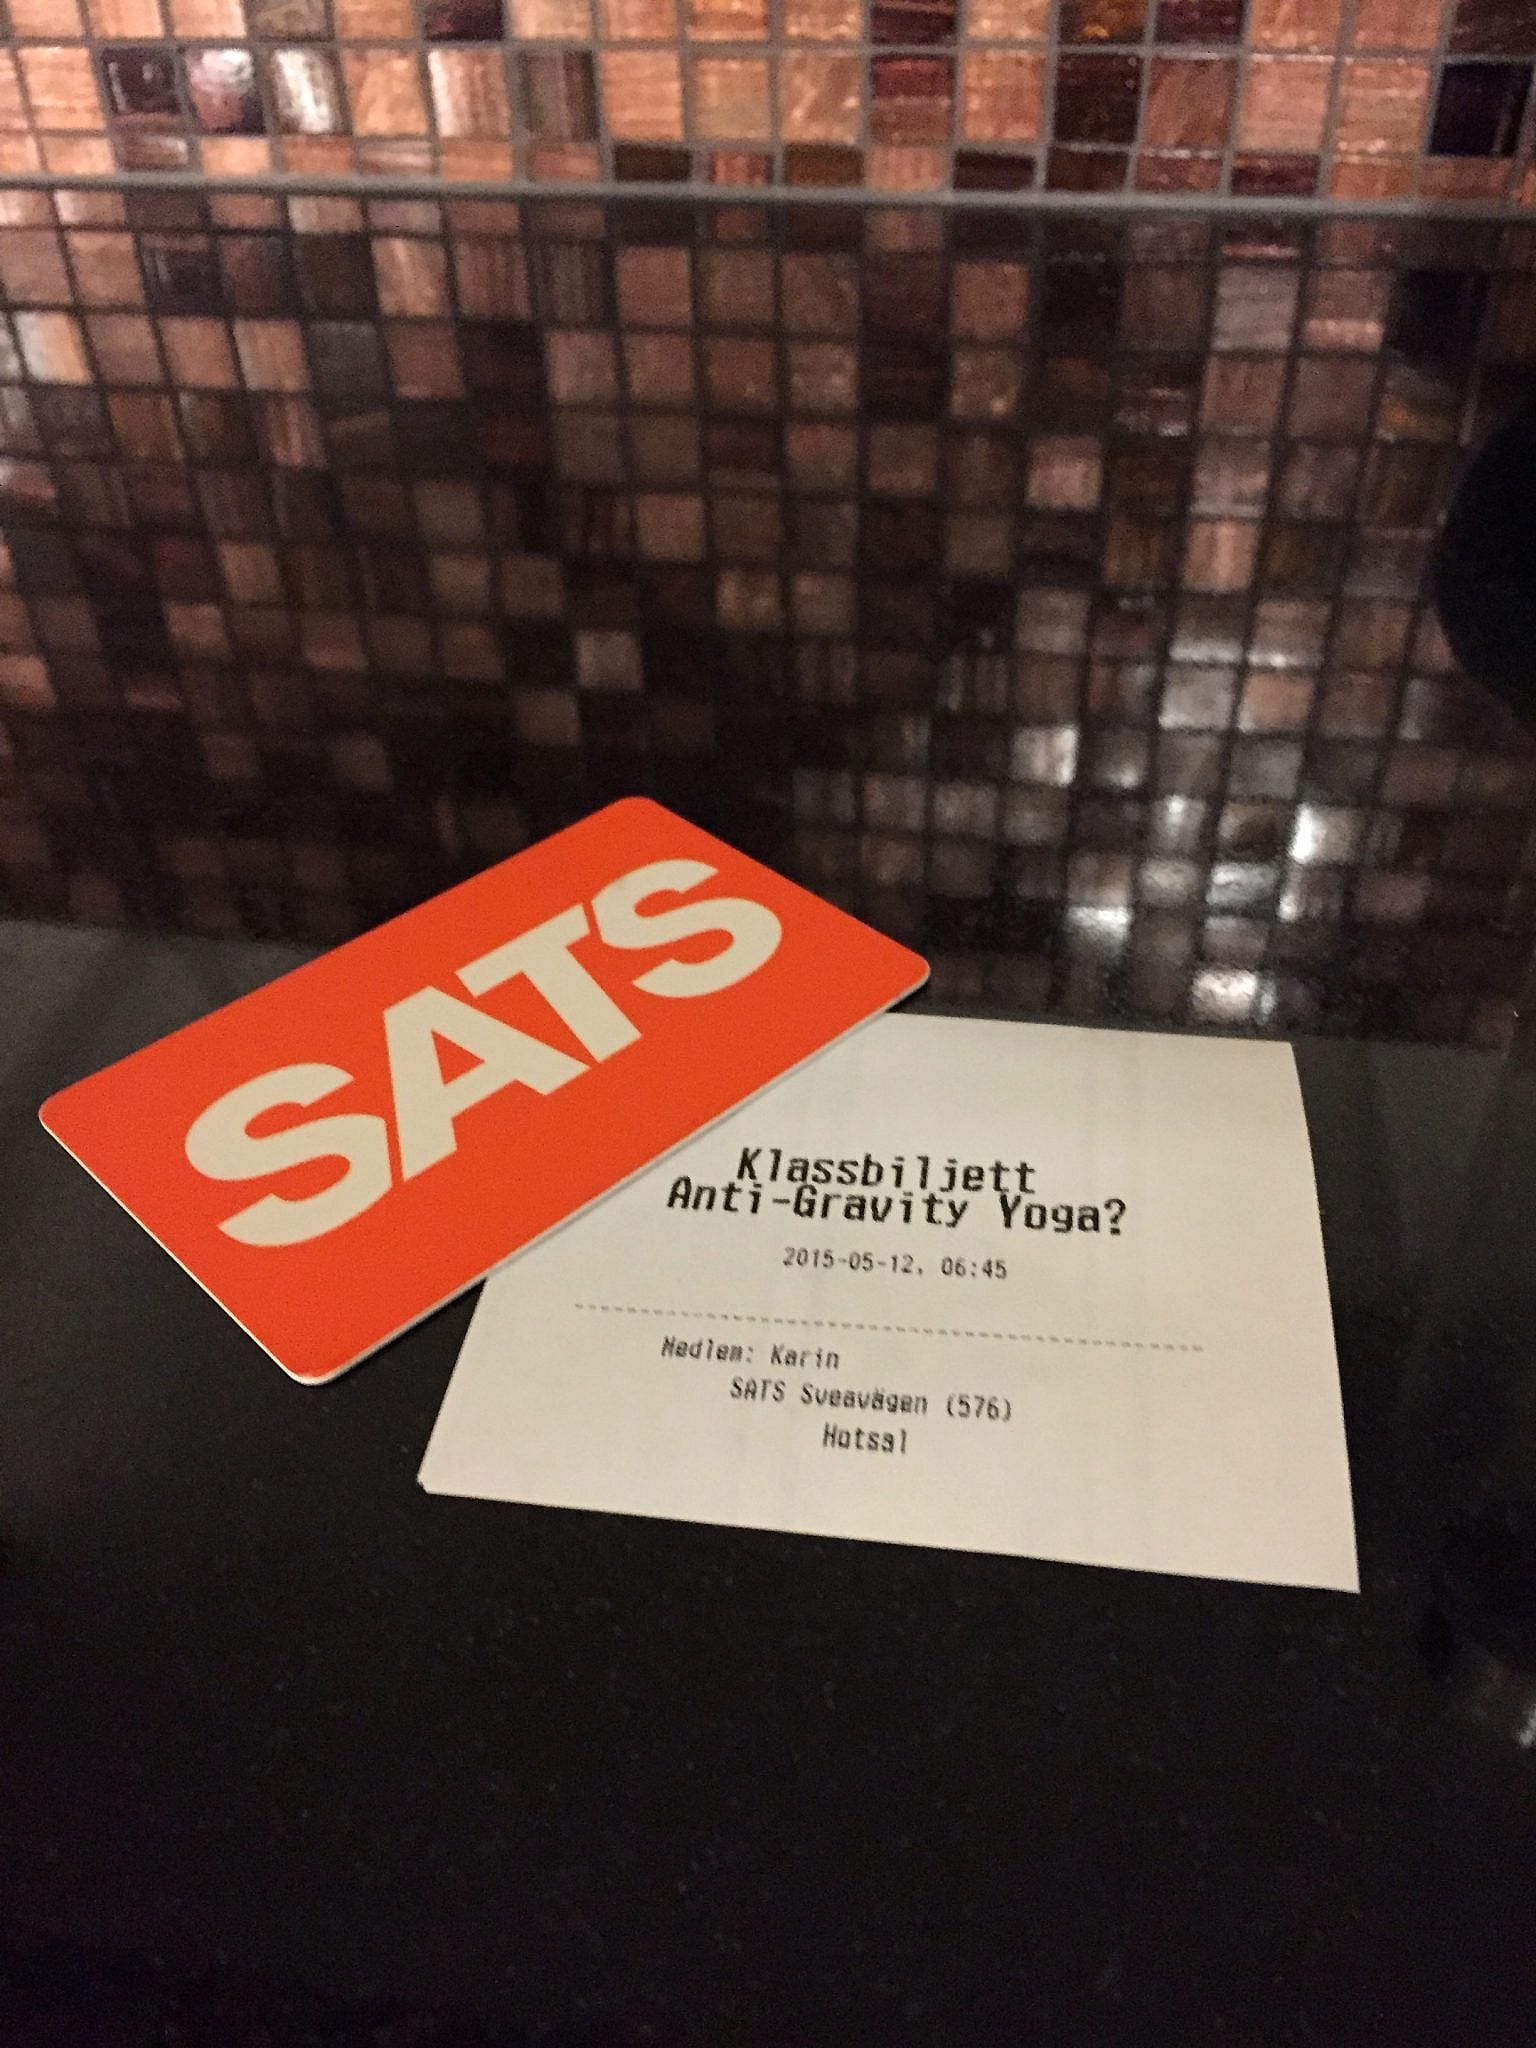 SATS
Klassbiljett
Anti-Gravity Yoga?
2015-05-12, 06:45
Medlem: Karin
SATS Sveavägen (576)
Hotsal